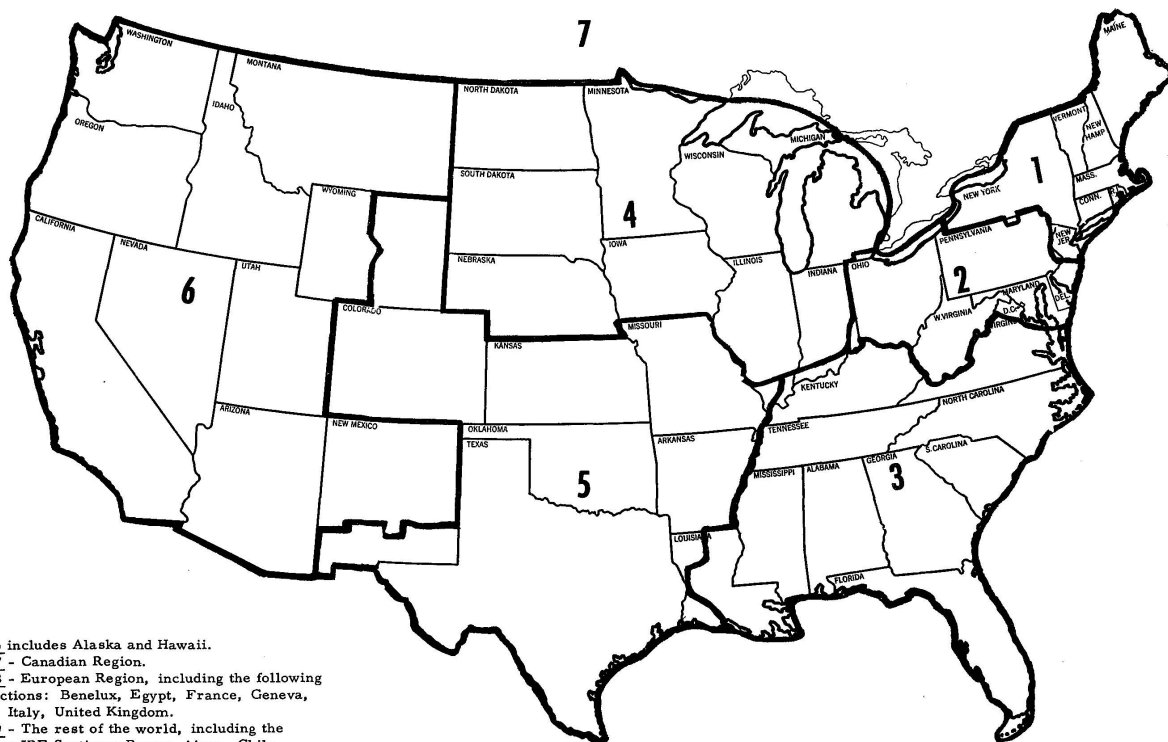 7
WASHINGTON
MAINE
MONTANA
NORTH DAKOTA
MINNESOTA
IDAHO
OREGON
MICHIGAN
VERMONT
NEW
HAMP
WISCONSIN
1
SOUTH DAKOTA
MASS.
WYOMING
NEW YORK
CONN.
R.I.
4
CALIFORNIA
NEVADA
IOWA
PENNSYLVANIA
NEW
JER.
NEBRASKA
ILLINOIS
INDIANA
OHIO
UTAH
6
2
MARYLAND
DEL.
D.C.
COLORADO
W.VIRGINIA
MISSOURI
VIRGINIA
KANSAS
KENTUCKY
NORTH CAROLINA
ARIZONA
NEW MEXICO
OKLAHOMA
TENNESSEE
TEXAS
ARKANSAS
S.CAROLINA
GEORGIA
MISSISSIPPI
ALABAMA
5
3
LOUISIANA
FLORIDA
includes Alaska and Hawaii.
- Canadian Region.
- European Region, including the following
ctions: Benelux, Egypt, France, Geneva,
Italy, United Kingdom.
- The rest of the world, including the